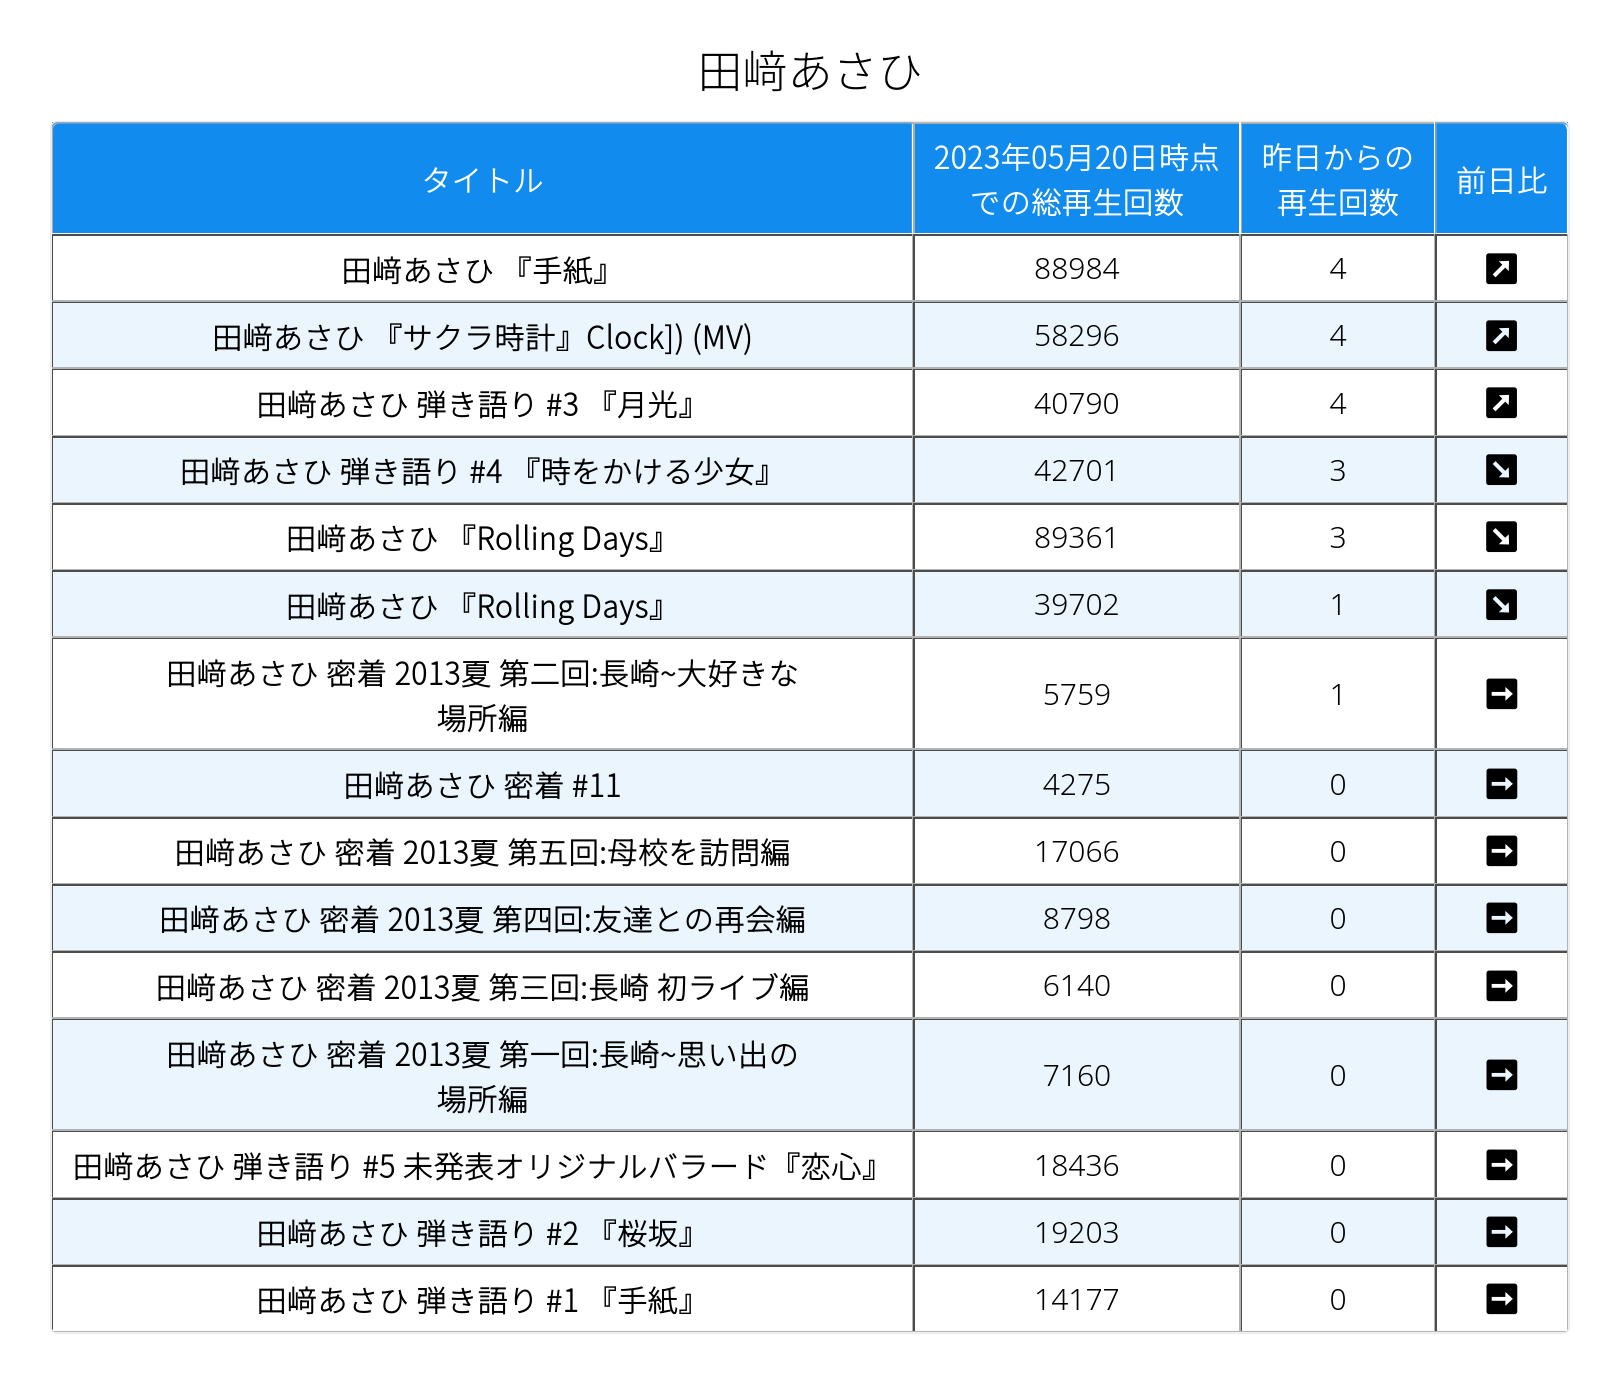 田﨑あさひ
タイトル
2023年05月20日時点
での総再生回数
昨日からの
再生回数
前日比
田﨑あさひ 『手紙』 88984 4
田﨑あさひ 『サクラ時計』Clock]) (MV) 58296 4
田﨑あさひ 弾き語り #3 『月光』 40790 4
田﨑あさひ 弾き語り #4 『時をかける少女』 42701 3
田﨑あさひ 『Rolling Days』 89361 3
田﨑あさひ 『Rolling Days』 39702 1
田﨑あさひ 密着 2013夏 第二回:長崎~大好きな
場所編 5759 1
田﨑あさひ 密着 #11 4275 0
田﨑あさひ 密着 2013夏 第五回:母校を訪問編 17066 0
田﨑あさひ 密着 2013夏 第四回:友達との再会編 8798 0
田﨑あさひ 密着 2013夏 第三回:長崎 初ライブ編 6140 0
田﨑あさひ 密着 2013夏 第一回:長崎~思い出の
場所編 7160 0
田﨑あさひ 弾き語り #5 未発表オリジナルバラード『恋心』 18436 0
田﨑あさひ 弾き語り #2 『桜坂』 19203 0
田﨑あさひ 弾き語り #1 『手紙』 14177 0